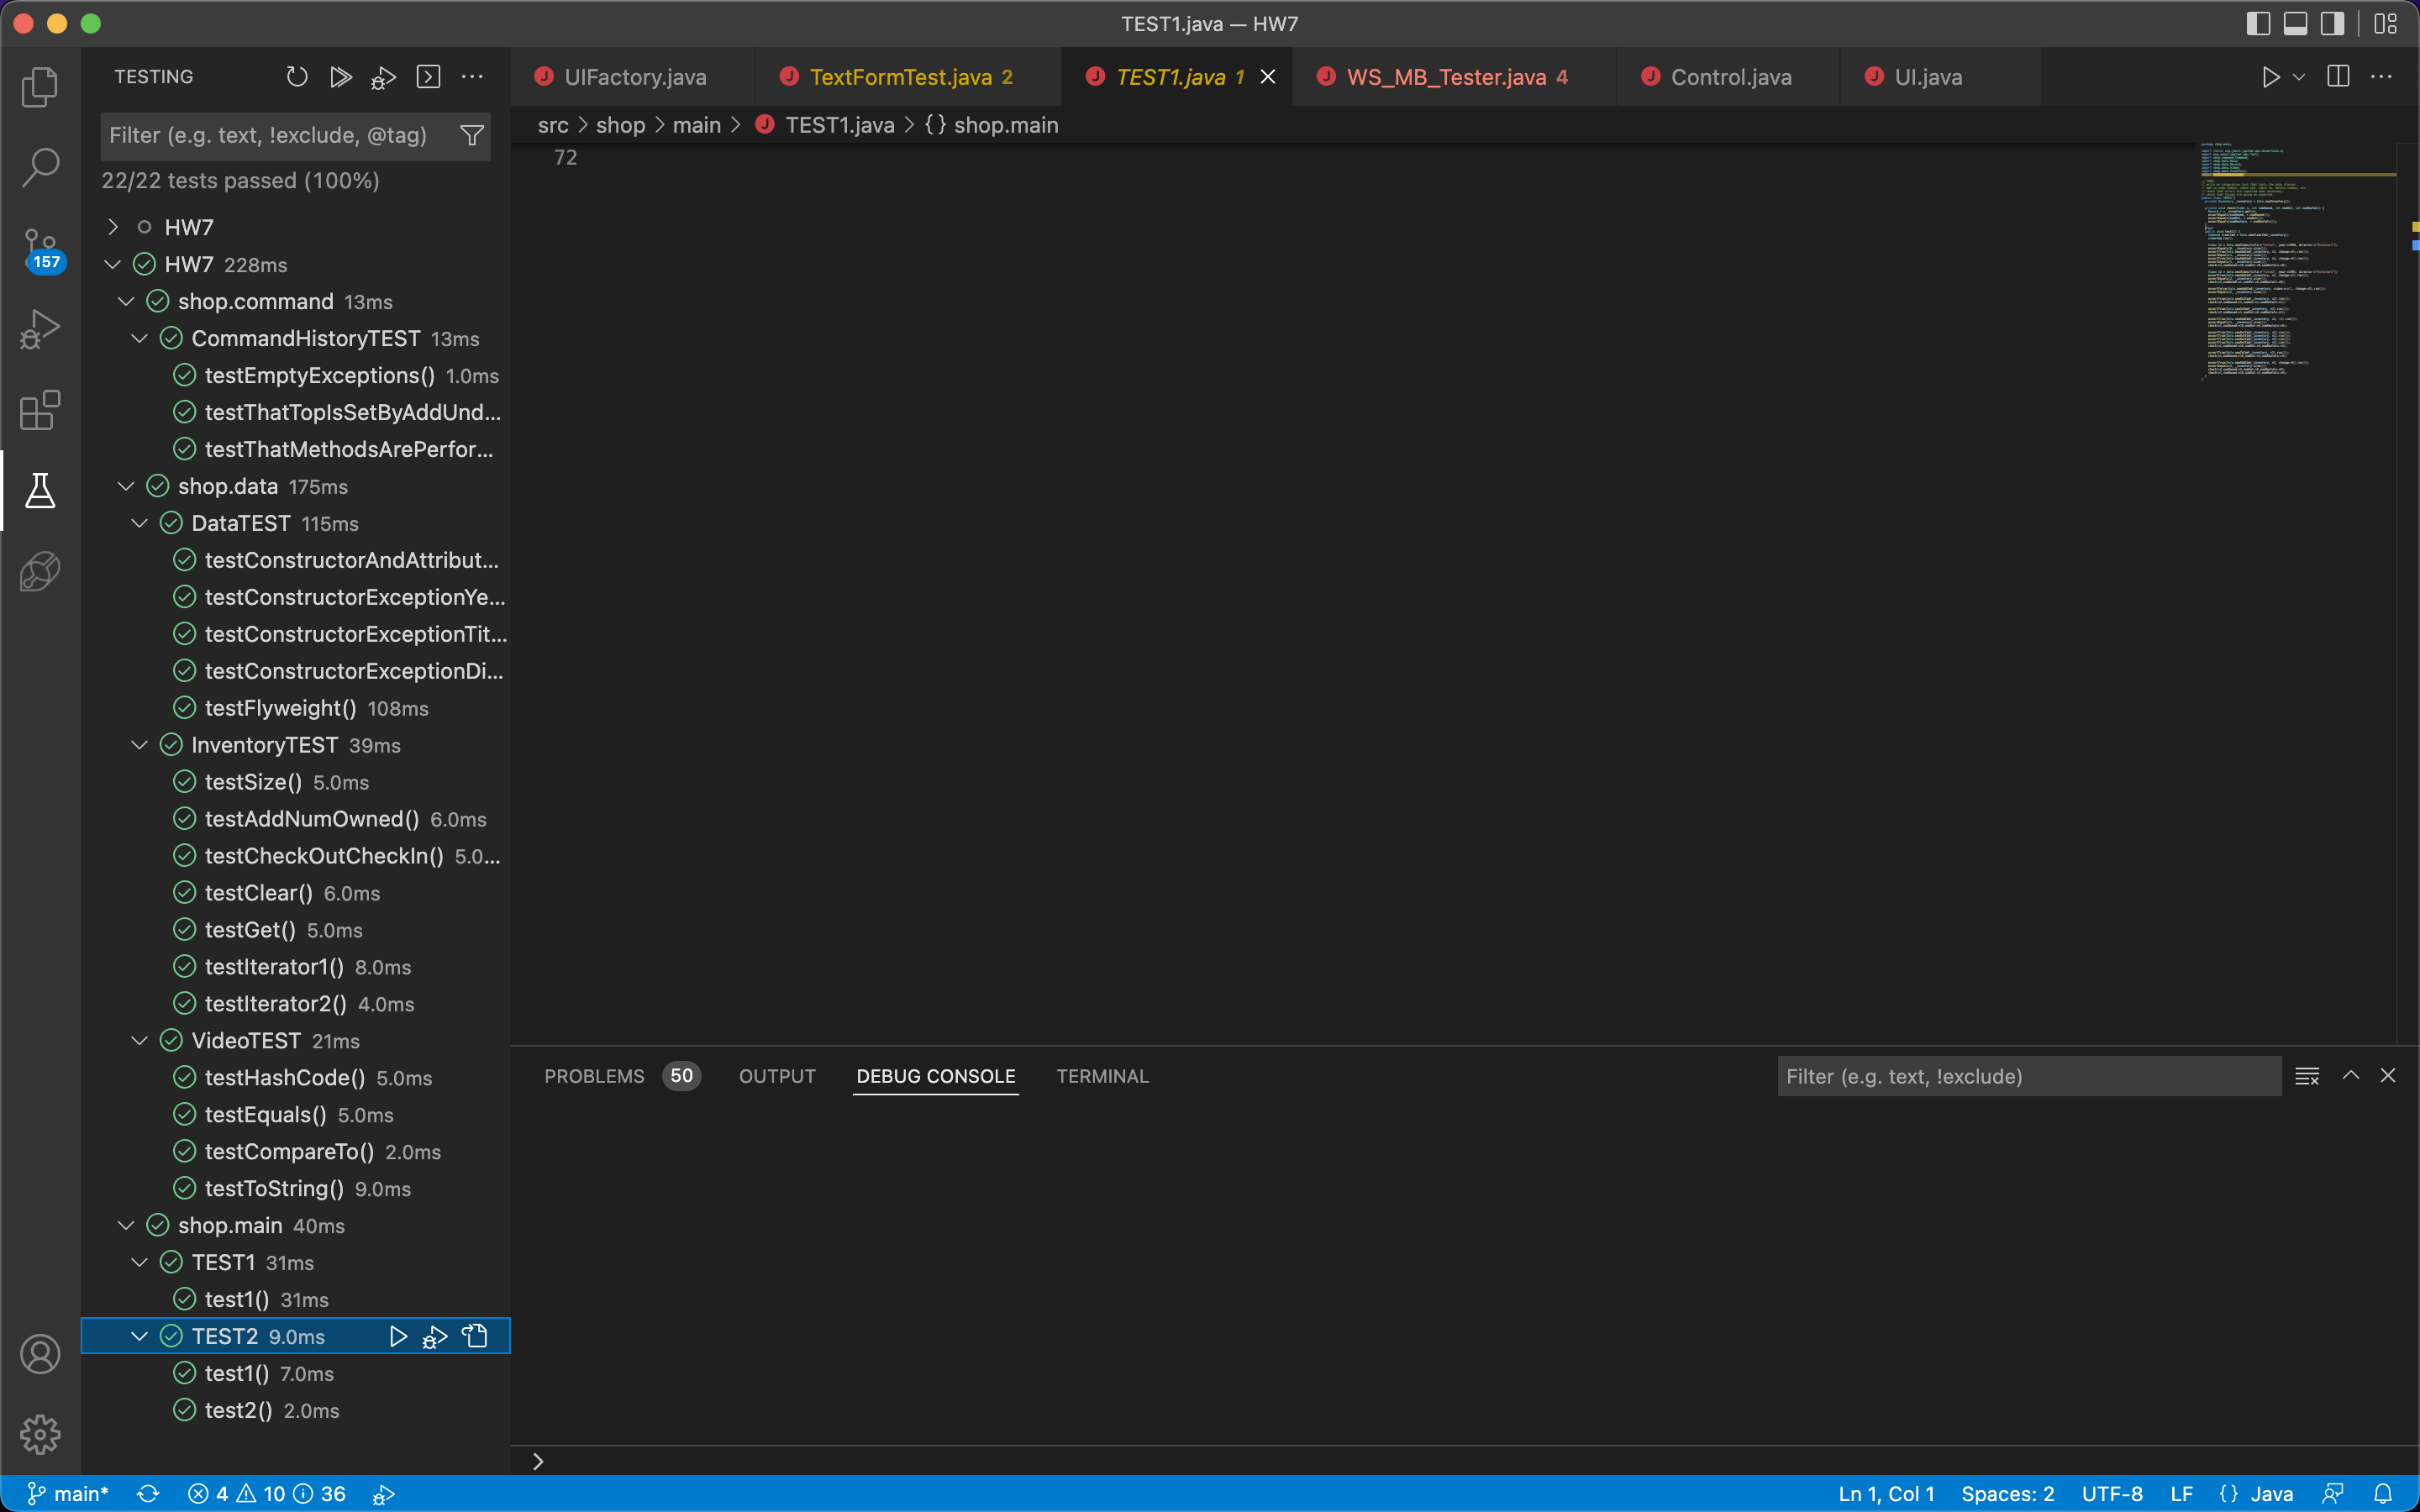 TEST1.java — HW7
TESTING
UIFactory.java
TextFormTest.java 2
TEST1.java 1
WS_MB_Tester.java 4
Control.java
UI.java
src > shop > main > TEST1.java > {} shop.main
Filter (e.g. text, !exclude, @tag)
72
22/22 tests passed (100%)
HW7
157
HW7 228ms
shop.command 13ms
CommandHistoryTEST 13ms
testEmptyExceptions() 1.0ms
testThatTopIsSetByAddUnd...
testThatMethodsArePerfor...
shop.data 175ms
DataTEST 115ms
testConstructorAndAttribut...
testConstructorExceptionYe...
testConstructorExceptionTit...
testConstructorExceptionDi...
testFlyweight() 108ms
InventoryTEST 39ms
testSize() 5.0ms
testAddNumOwned() 6.0ms
testCheckOutCheckIn() 5.0...
testClear() 6.0ms
testGet() 5.0ms
testIterator1() 8.0ms
testIterator2() 4.0ms
VideoTEST 21ms
testHashCode() 5.0ms
testEquals() 5.0ms
testCompareTo() 2.0ms
testToString() 9.0ms
shop.main 40ms
TEST1 31ms
test1() 31ms
TEST2 9.0ms
test1() 7.0ms
test2() 2.0ms
PROBLEMS 50 OUTPUT DEBUG CONSOLE TERMINAL
Filter (e.g. text, !exclude)
main* 4 10 36
Ln 1, Col 1 Spaces: 2 UTF-8 LF {} Java